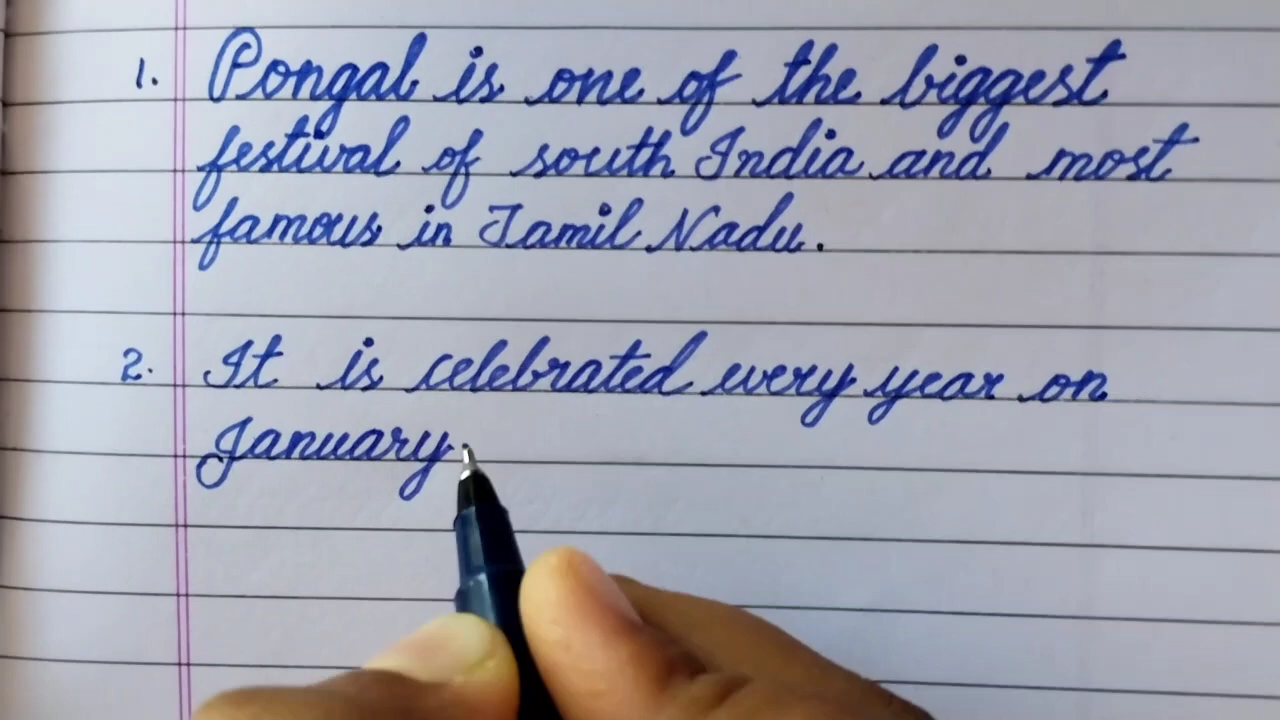 1. Pongal is one of the biggest
festival of south India and most
famous in Tamil Nadu.
2. It is celebrated every year on
January